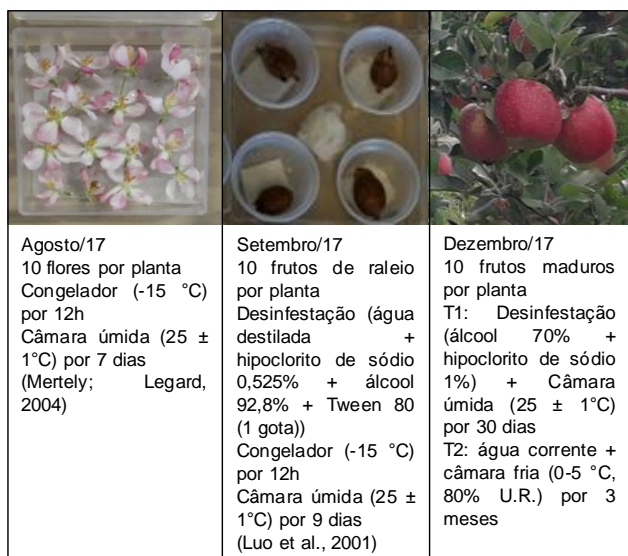 Agosto/17
10 flores por planta
Congelador (-15 °C)
por 12h
Câmara úmida (25 ±
1°C) por 7 dias
(Mertely; Legard,
2004)
Setembro/17
10 frutos de raleio por
planta
Desinfestação (água
destilada +
hipoclorito de sódio
0,525% + álcool
92,8% + Tween 80
(1 gota))
Congelador (-15 °C)
por 12h
Câmara úmida (25 ±
1°C) por 9 dias
(Luo et al., 2001)
Dezembro/17
10 frutos maduros
por planta
T1: Desinfestação
(álcool 70% +
hipoclorito de sódio
1%) + Câmara
úmida (25 ± 1°C)
por 30 dias
T2: água corrente +
câmara fria (0-5 °C,
80% U.R.) por 3
meses